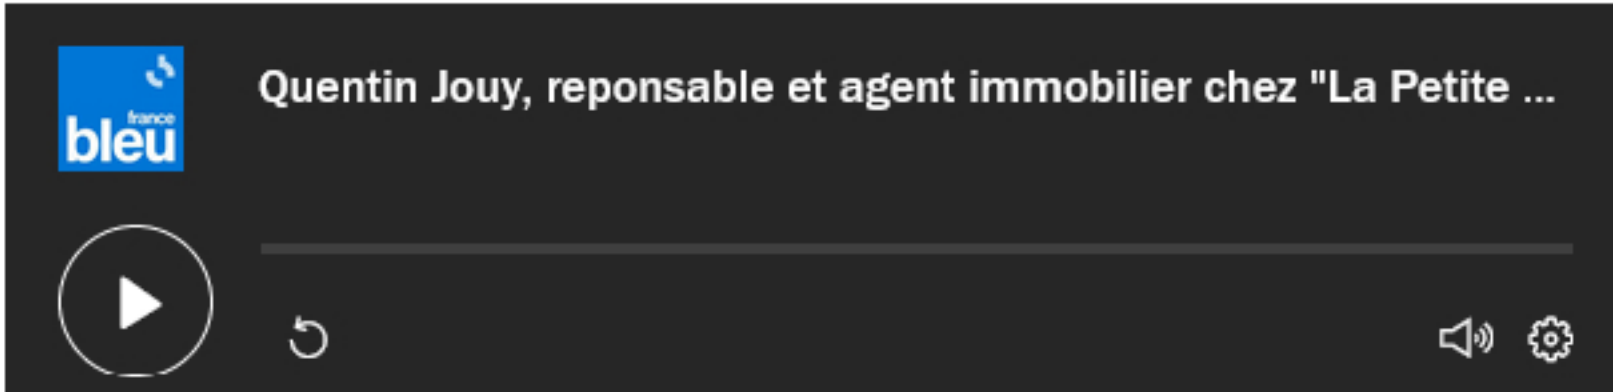 Quentin Jouy, reponsable et agent immobilier chez "La Petite ...
france
bleu